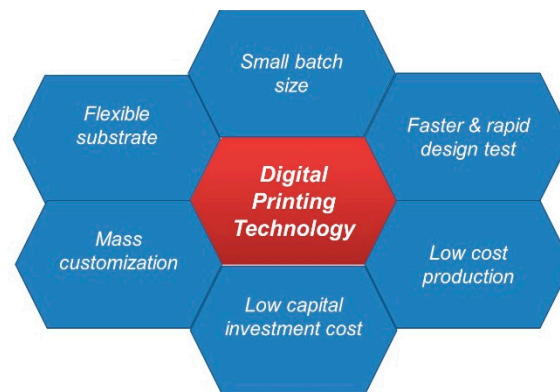 Small batch
size
Flexible
substrate
Faster & rapid
design test
Digital
Printing
Technology
Mass
customization
Low cost
production
Low capital
investment cost